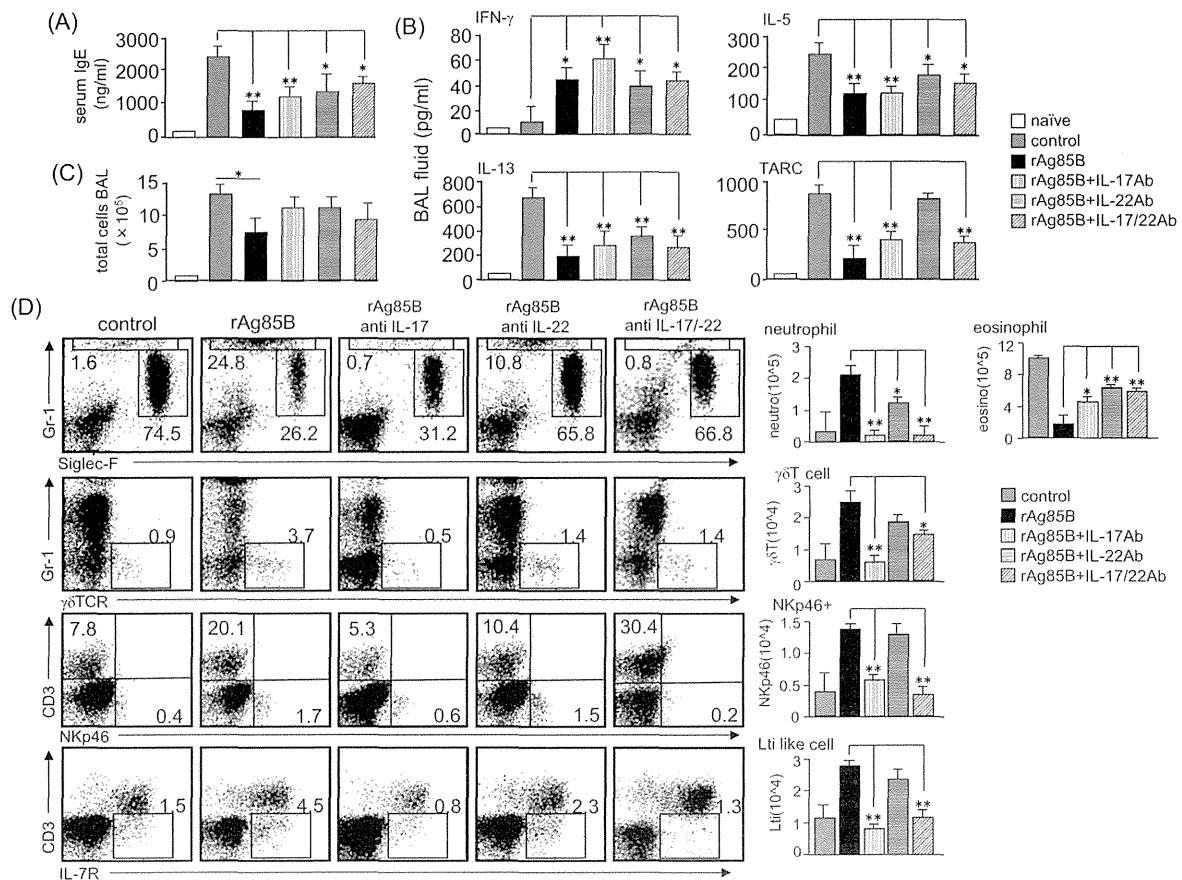 (A)
serum IgE
(ng/ml)
3000
2000
1000
0
**
**
*
*
(B)
BAL fluid (pg/ml)
IFN-γ
80
60
40
20
0
*
**
*
*
IL-5
300
200
100
0
**
**
*
*
(C)
total cells BAL
(×10⁵)
15
10
5
0
*
IL-13
800
600
400
200
0
**
**
**
**
TARC
1000
500
0
**
**
**
naïve
control
rAg85B
rAg85B+IL-17Ab
rAg85B+IL-22Ab
rAg85B+IL-17/22Ab
(D)
control
rAg85B
rAg85B
anti IL-17
rAg85B
anti IL-22
rAg85B
anti IL-17/-22
Gr-1
1.6
74.5
24.8
26.2
0.7
31.2
10.8
65.8
0.8
66.8
Siglec-F
Gr-1
0.9
3.7
0.5
1.4
1.4
γδTCR
CD3
7.8
0.4
20.1
1.7
5.3
0.6
10.4
1.5
30.4
0.2
NKp46
CD3
1.5
4.5
0.8
2.3
1.3
IL-7R
neutrophil
neutro(10^5)
3
2
1
0
**
*
**
eosinophil
eosino(10^5)
12
8
4
0
*
**
**
γδT cell
γδT(10^4)
3
2
1
0
**
*
NKp46+
NKp46(10^4)
1.5
1.0
0.5
0
**
**
Lti like cell
Lti(10^4)
3
2
1
0
**
**
control
rAg85B
rAg85B+IL-17Ab
rAg85B+IL-22Ab
rAg85B+IL-17/22Ab